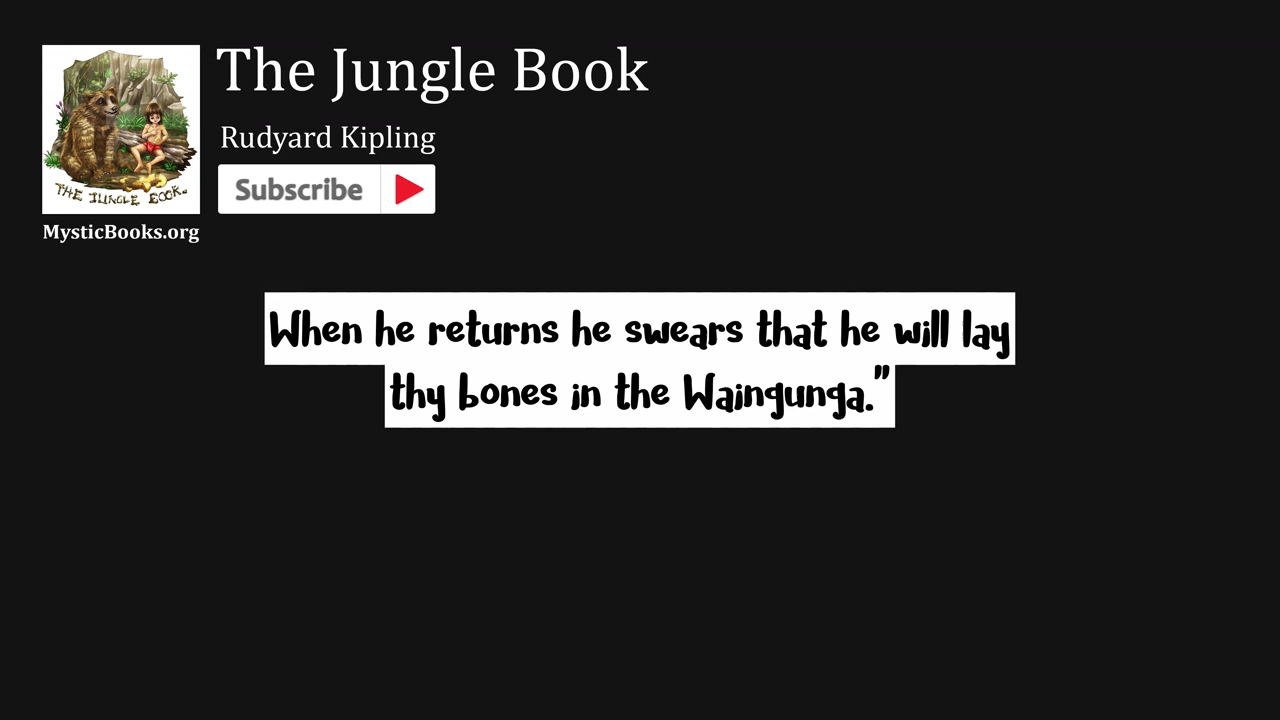 The Jungle Book
Rudyard Kipling
Subscribe
THE JUNGLE BOOK.
MysticBooks.org
When he returns he swears that he will lay
thy bones in the Waingunga.”